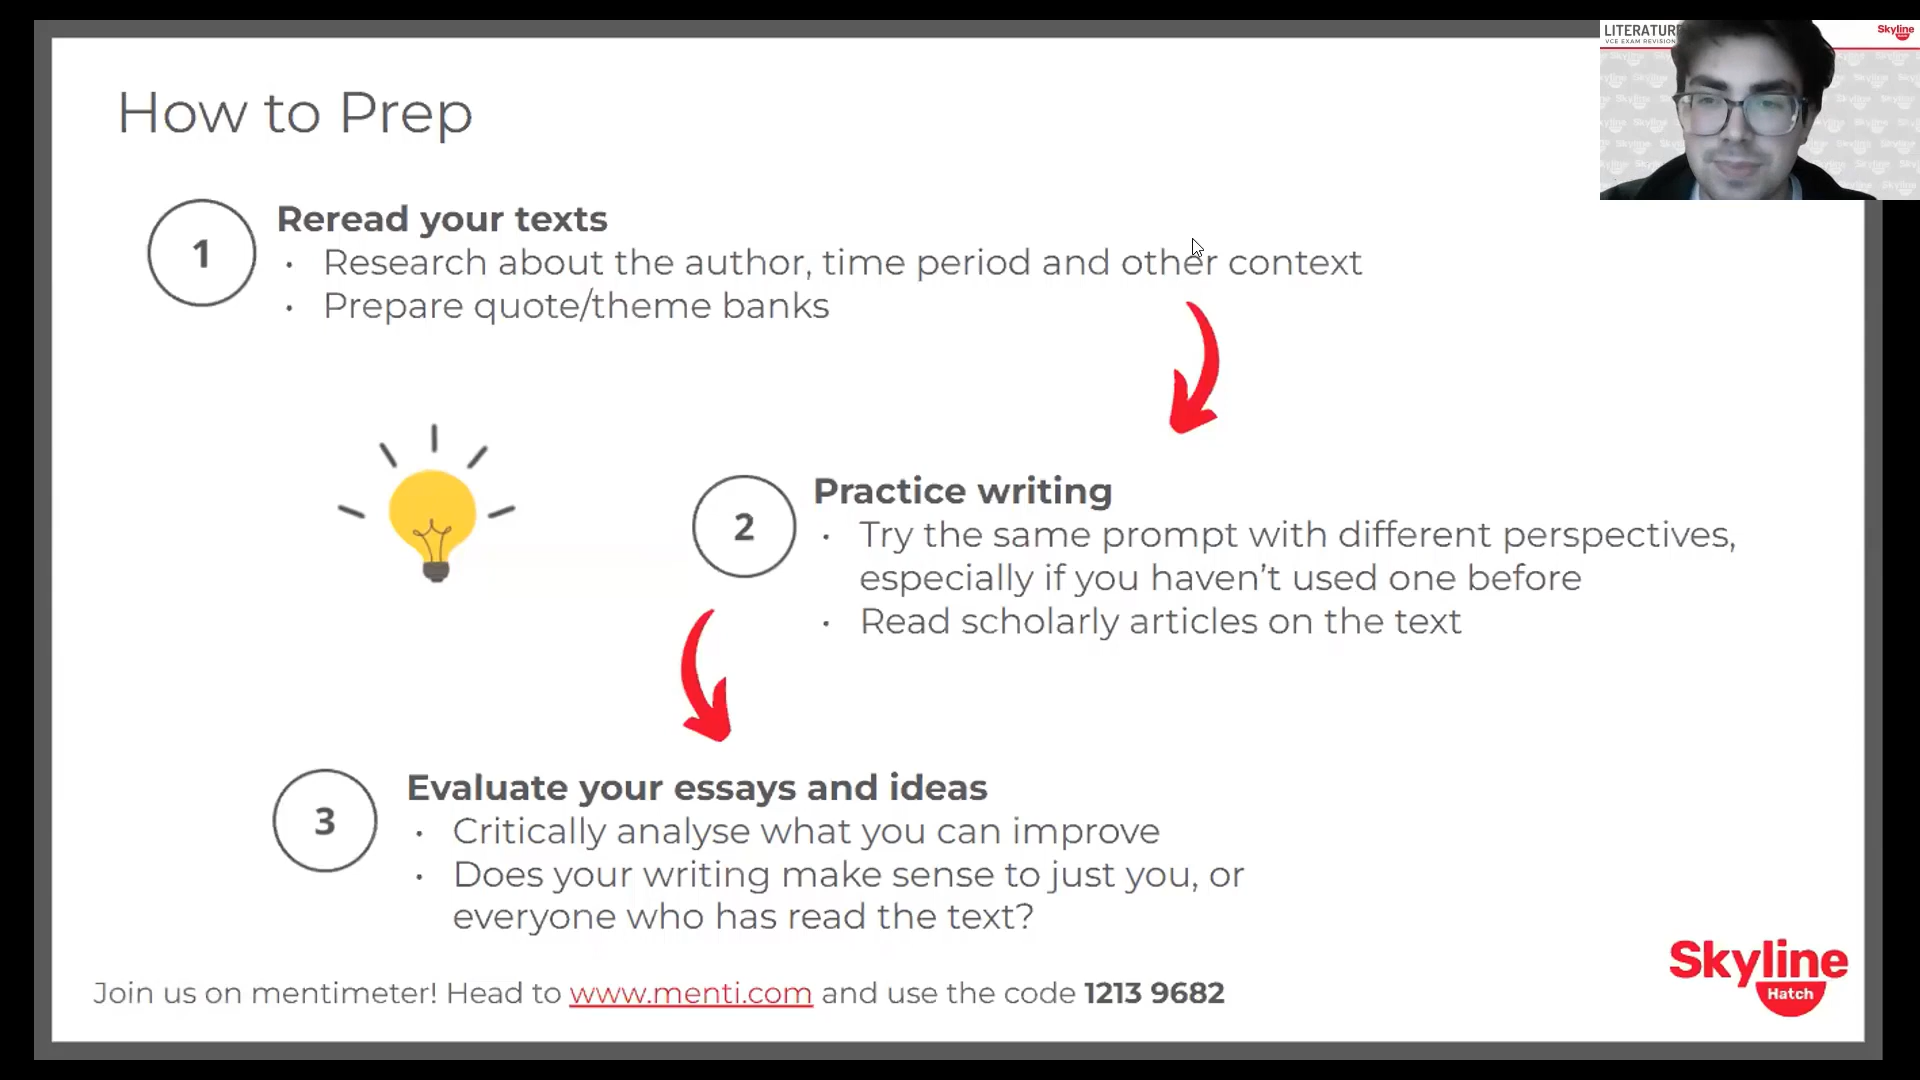 LITERATURE
VCE EXAM REVISION
Skyline
How to Prep
1
Reread your texts
• Research about the author, time period and other context
• Prepare quote/theme banks
2
Practice writing
• Try the same prompt with different perspectives,
especially if you haven’t used one before
• Read scholarly articles on the text
3
Evaluate your essays and ideas
• Critically analyse what you can improve
• Does your writing make sense to just you, or
everyone who has read the text?
Join us on mentimeter! Head to www.menti.com and use the code 1213 9682
Skyline
Hatch